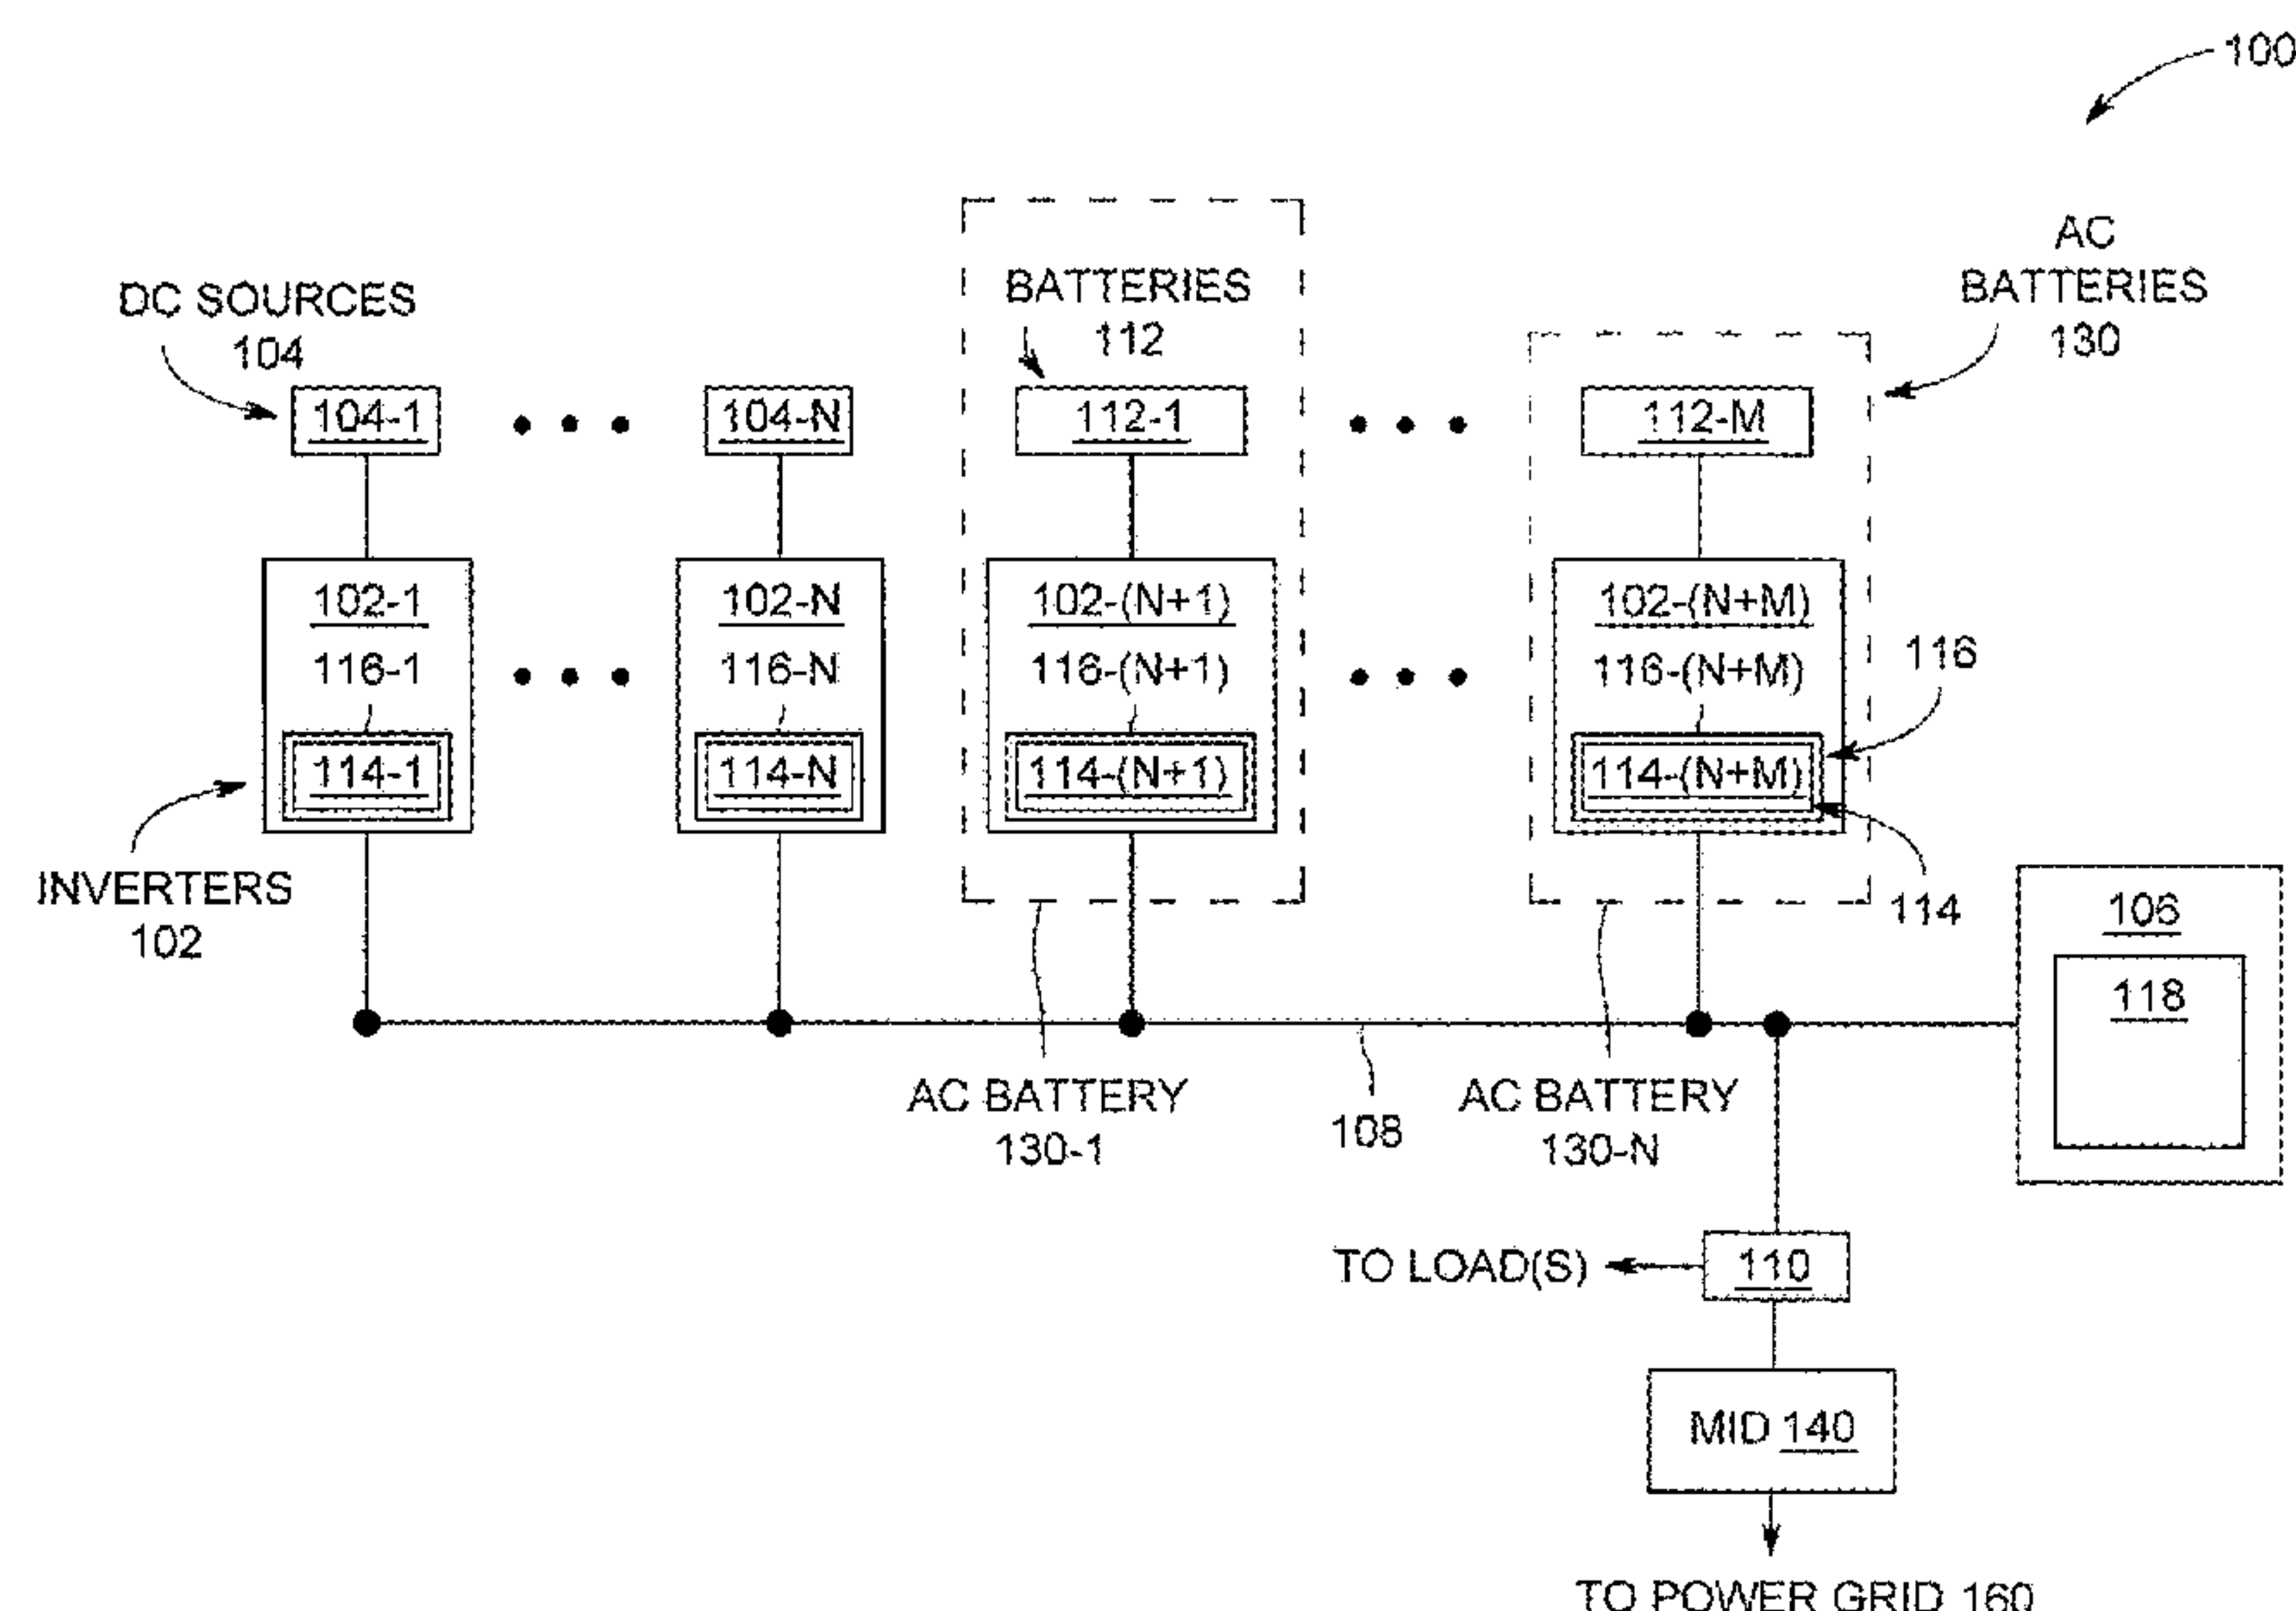 100
AC
BATTERIES
130
DC SOURCES
104
BATTERIES
112
104-1
104-N
112-1
112-M
102-1
102-N
102-(N+1)
102-(N+M)
116-1
116-N
116-(N+1)
116-(N+M)
116
114-1
114-N
114-(N+1)
114-(N+M)
INVERTERS
102
114
106
118
AC BATTERY
130-1
108
AC BATTERY
130-N
TO LOAD(S)
110
MID 140
TO POWER GRID 160